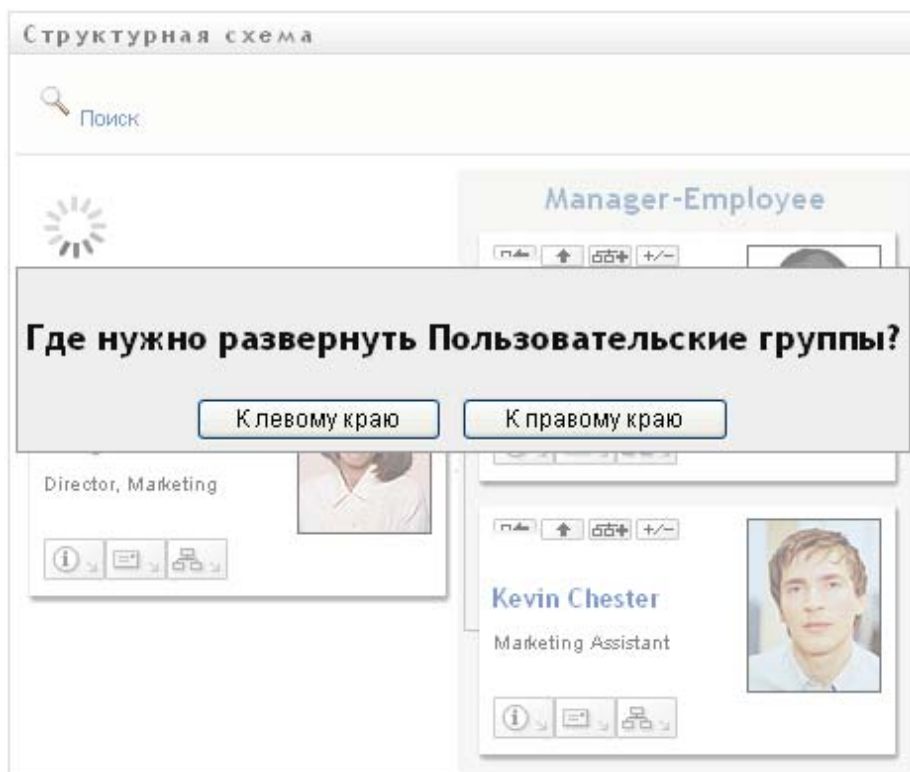 Структурная схема
Поиск
Manager-Employee
+/−
Где нужно развернуть Пользовательские группы?
К левому краю
К правому краю
Director, Marketing
+/−
Kevin Chester
Marketing Assistant